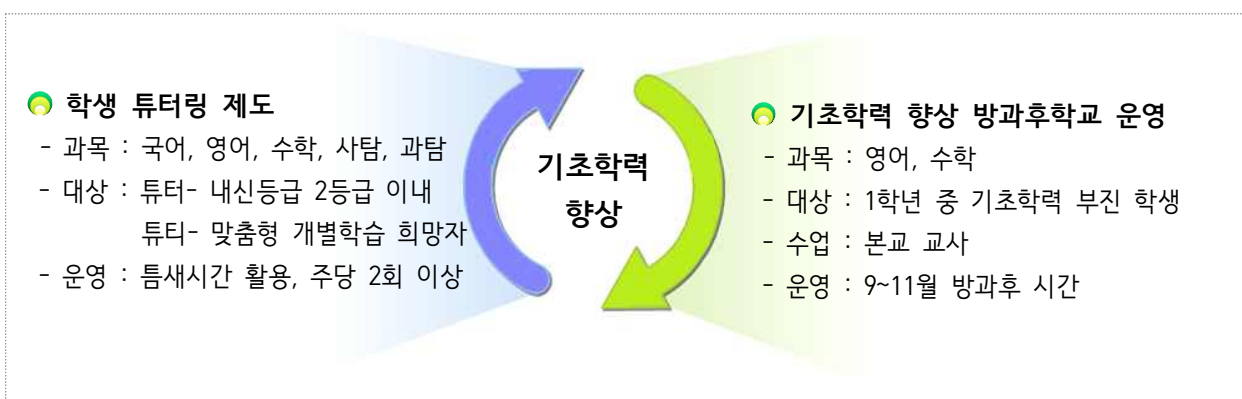 학생 튜터링 제도
- 과목 : 국어, 영어, 수학, 사탐, 과탐
- 대상 : 튜터- 내신등급 2등급 이내
튜티- 맞춤형 개별학습 희망자
- 운영 : 틈새시간 활용, 주당 2회 이상
기초학력
향상
기초학력 향상 방과후학교 운영
- 과목 : 영어, 수학
- 대상 : 1학년 중 기초학력 부진 학생
- 수업 : 본교 교사
- 운영 : 9~11월 방과후 시간